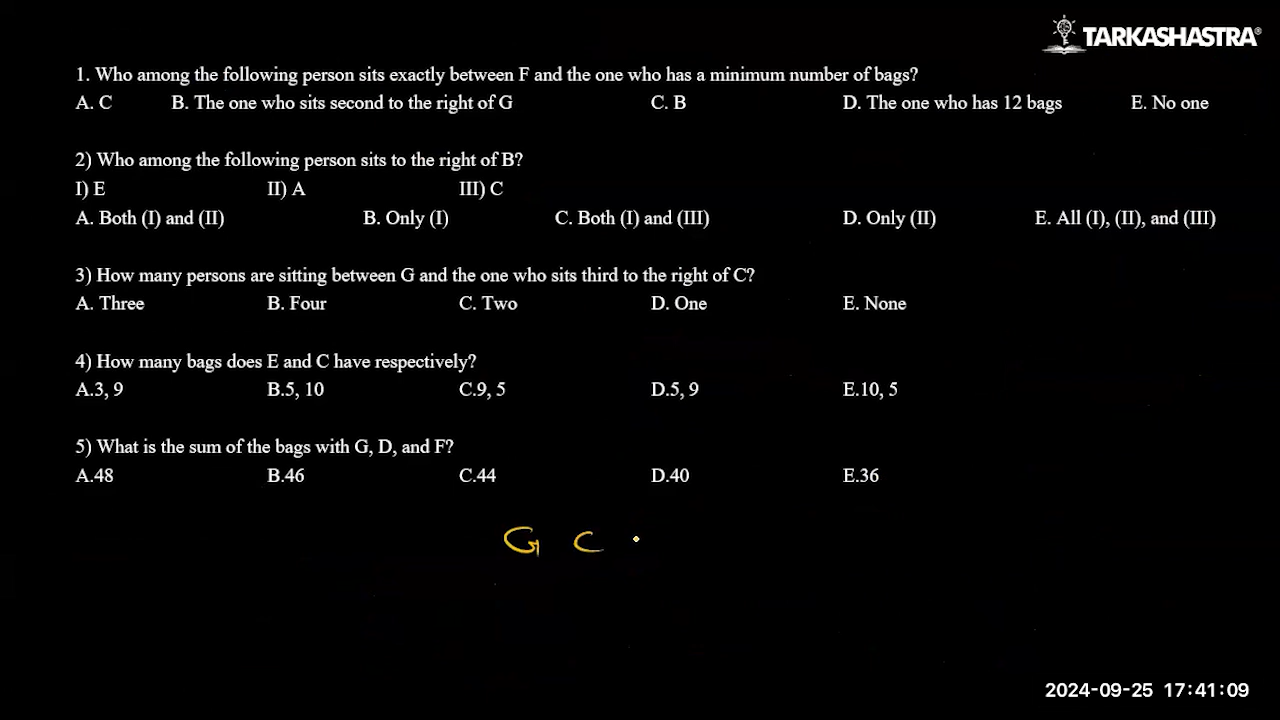 TARKASHASTRA®
1. Who among the following person sits exactly between F and the one who has a minimum number of bags?
A. C B. The one who sits second to the right of G C. B D. The one who has 12 bags E. No one
2) Who among the following person sits to the right of B?
I) E II) A III) C
A. Both (I) and (II) B. Only (I) C. Both (I) and (III) D. Only (II) E. All (I), (II), and (III)
3) How many persons are sitting between G and the one who sits third to the right of C?
A. Three B. Four C. Two D. One E. None
4) How many bags does E and C have respectively?
A.3, 9 B.5, 10 C.9, 5 D.5, 9 E.10, 5
5) What is the sum of the bags with G, D, and F?
A.48 B.46 C.44 D.40 E.36
G C
2024-09-25 17:41:09